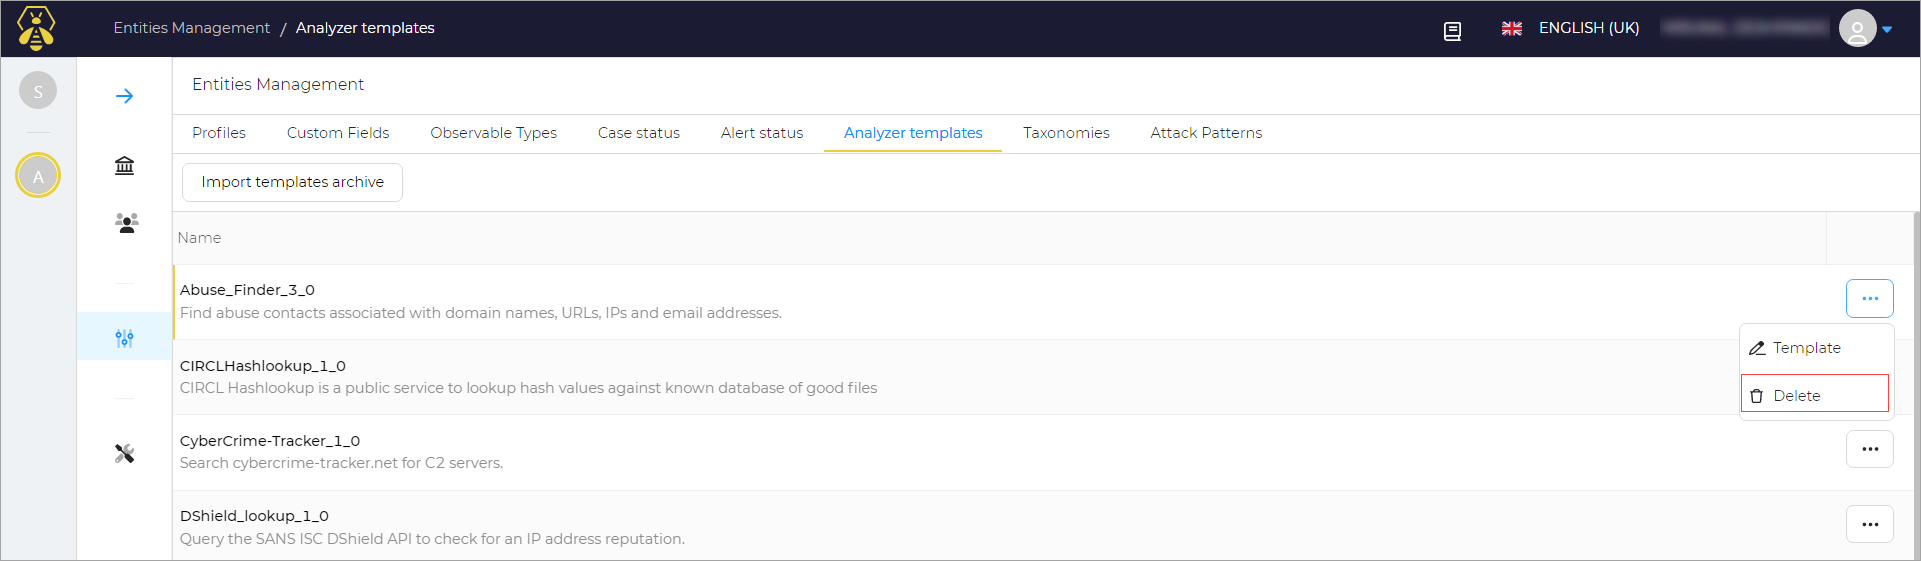 Entities Management / Analyzer templates
ENGLISH (UK)
S
A
Entities Management
Profiles Custom Fields Observable Types Case status Alert status Analyzer templates Taxonomies Attack Patterns
Import templates archive
Name
Abuse_Finder_3_0
Find abuse contacts associated with domain names, URLs, IPs and email addresses.
Template
CIRCLHashlookup_1_0
CIRCL Hashlookup is a public service to lookup hash values against known database of good files
Delete
CyberCrime-Tracker_1_0
Search cybercrime-tracker.net for C2 servers.
DShield_lookup_1_0
Query the SANS ISC DShield API to check for an IP address reputation.